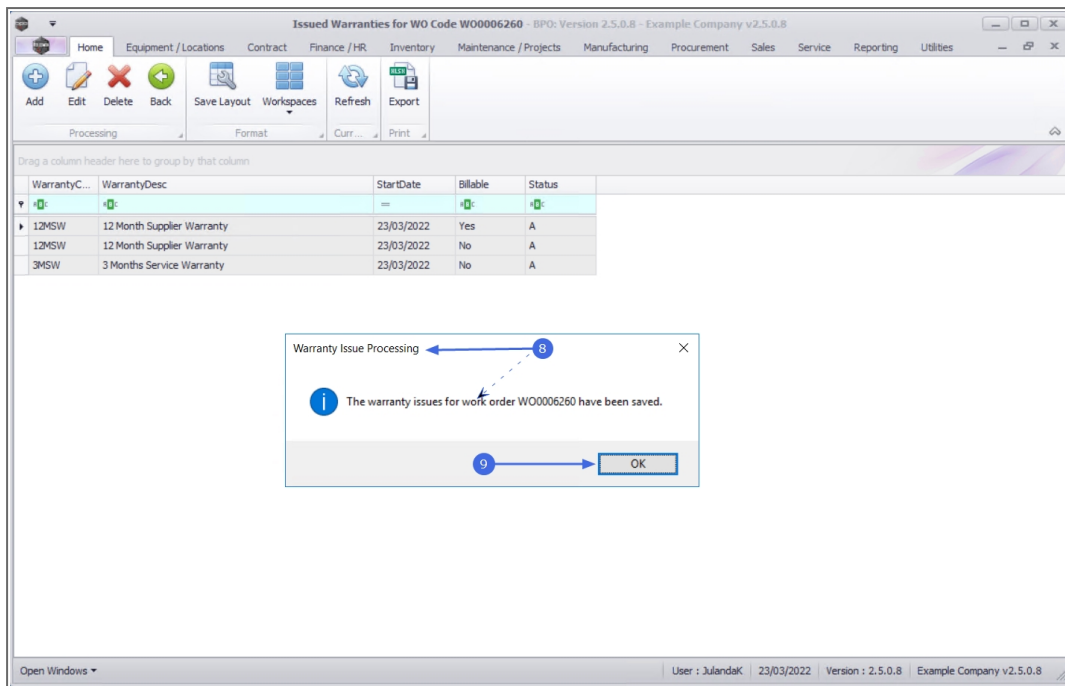 Issued Warranties for WO Code WO0006260 - BPO: Version 2.5.0.8 - Example Company v2.5.0.8
Home Equipment / Locations Contract Finance / HR Inventory Maintenance / Projects Manufacturing Procurement Sales Service Reporting Utilities
Add Edit Delete Back Save Layout Workspaces Refresh Export
Processing Format Curr... Print
Drag a column header here to group by that column
WarrantyC... WarrantyDesc StartDate Billable Status
=
12MSW 12 Month Supplier Warranty 23/03/2022 Yes A
12MSW 12 Month Supplier Warranty 23/03/2022 No A
3MSW 3 Months Service Warranty 23/03/2022 No A
Warranty Issue Processing 8
The warranty issues for work order WO0006260 have been saved.
9 OK
Open Windows User : JulandaK 23/03/2022 Version : 2.5.0.8 Example Company v2.5.0.8